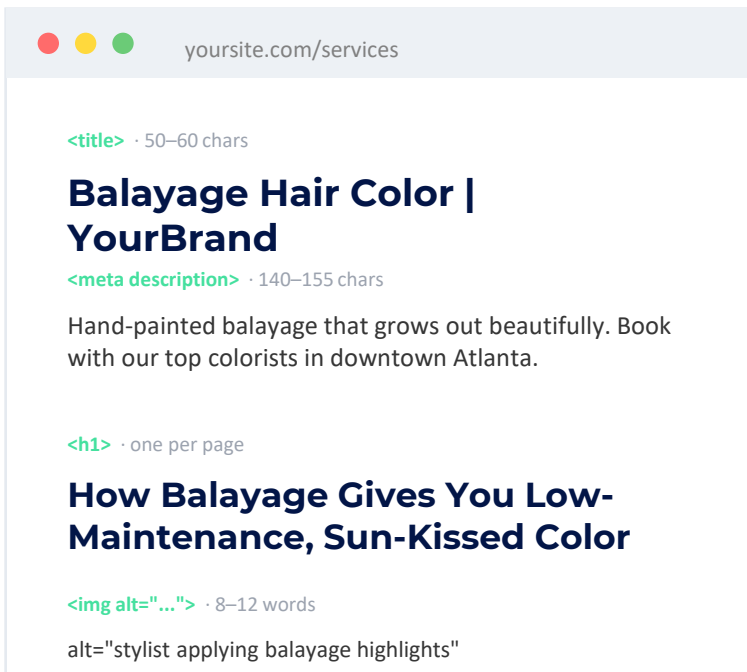 yoursite.com/services
<title> · 50–60 chars
Balayage Hair Color |
YourBrand
<meta description> · 140–155 chars
Hand-painted balayage that grows out beautifully. Book
with our top colorists in downtown Atlanta.
<h1> · one per page
How Balayage Gives You Low-
Maintenance, Sun-Kissed Color
<img alt="..."> · 8–12 words
alt="stylist applying balayage highlights"